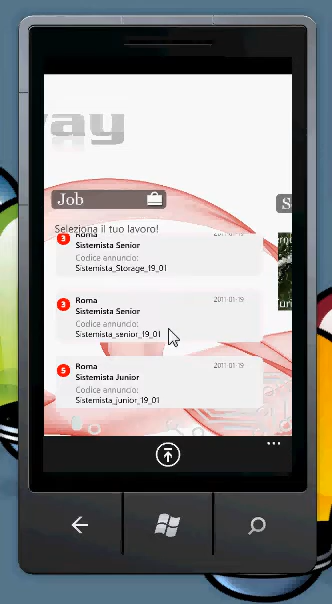 way
Job
S
Seleziona il tuo lavoro!
3
Roma
2011-01-19
Sistemista Senior
Codice annuncio:
Sistemista_Storage_19_01
3
Roma
2011-01-19
Sistemista Senior
Codice annuncio:
Sistemista_senior_19_01
5
Roma
2011-01-19
Sistemista Junior
Codice annuncio:
Sistemista_junior_19_01